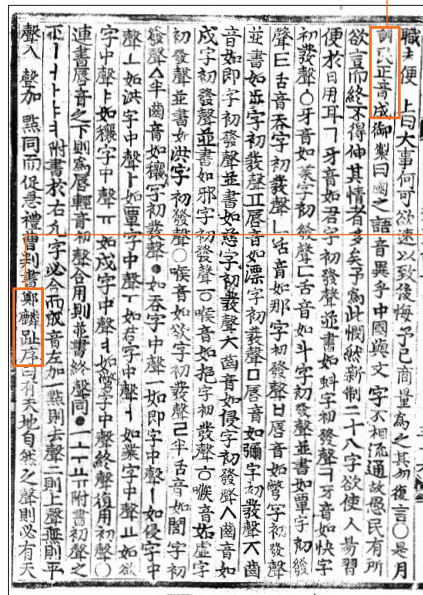 便上曰大事何可欲速以致後悔予已商量爲之其勿復言○是月
訓民正音成御製曰國之語音異乎中國與文字不相流通故愚民有所
欲言而終不得伸其情者多矣予爲此憫然新制二十八字欲使人易習
便於日用耳ㄱ牙音如君字初發聲並書如蚪字初發聲ㅋ牙音如快字
初發聲ㆁ牙音如業字初發聲ㄷ舌音如斗字初發聲並書如覃字初發
聲ㅌ舌音如呑字初發聲ㄴ舌音如那字初發聲ㅂ脣音如彆字初發聲
並書如步字初發聲ㅍ脣音如漂字初發聲ㅁ脣音如彌字初發聲ㅈ齒
音如卽字初發聲並書如慈字初發聲ㅊ齒音如侵字初發聲ㅅ齒音如
戌字初發聲並書如邪字初發聲ㆆ喉音如挹字初發聲ㅎ喉音如虛字
初發聲並書如洪字初發聲ㅇ喉音如欲字初發聲ㄹ半舌音如閭字初
發聲ㅿ半齒音如穰字初發聲ㆍ如呑字中聲ㅡ如卽字中聲ㅣ如侵字中
聲ㅗ如洪字中聲ㅏ如覃字中聲ㅜ如君字中聲ㅓ如業字中聲ㅛ如欲
字中聲ㅑ如穰字中聲ㅠ如戌字中聲ㅕ如彆字中聲終聲復用初聲ㅇ
連書脣音之下則爲脣輕音初聲合用則並書終聲同ㆍㅡㅗㅜㅛㅠ附書初聲之
下ㅣㅏㅓㅑㅕ附書於右凡字必合而成音左加一點則去聲二則上聲無則平
聲入聲加點同而促急禮曹判書鄭麟趾序曰有天地自然之聲則必有天